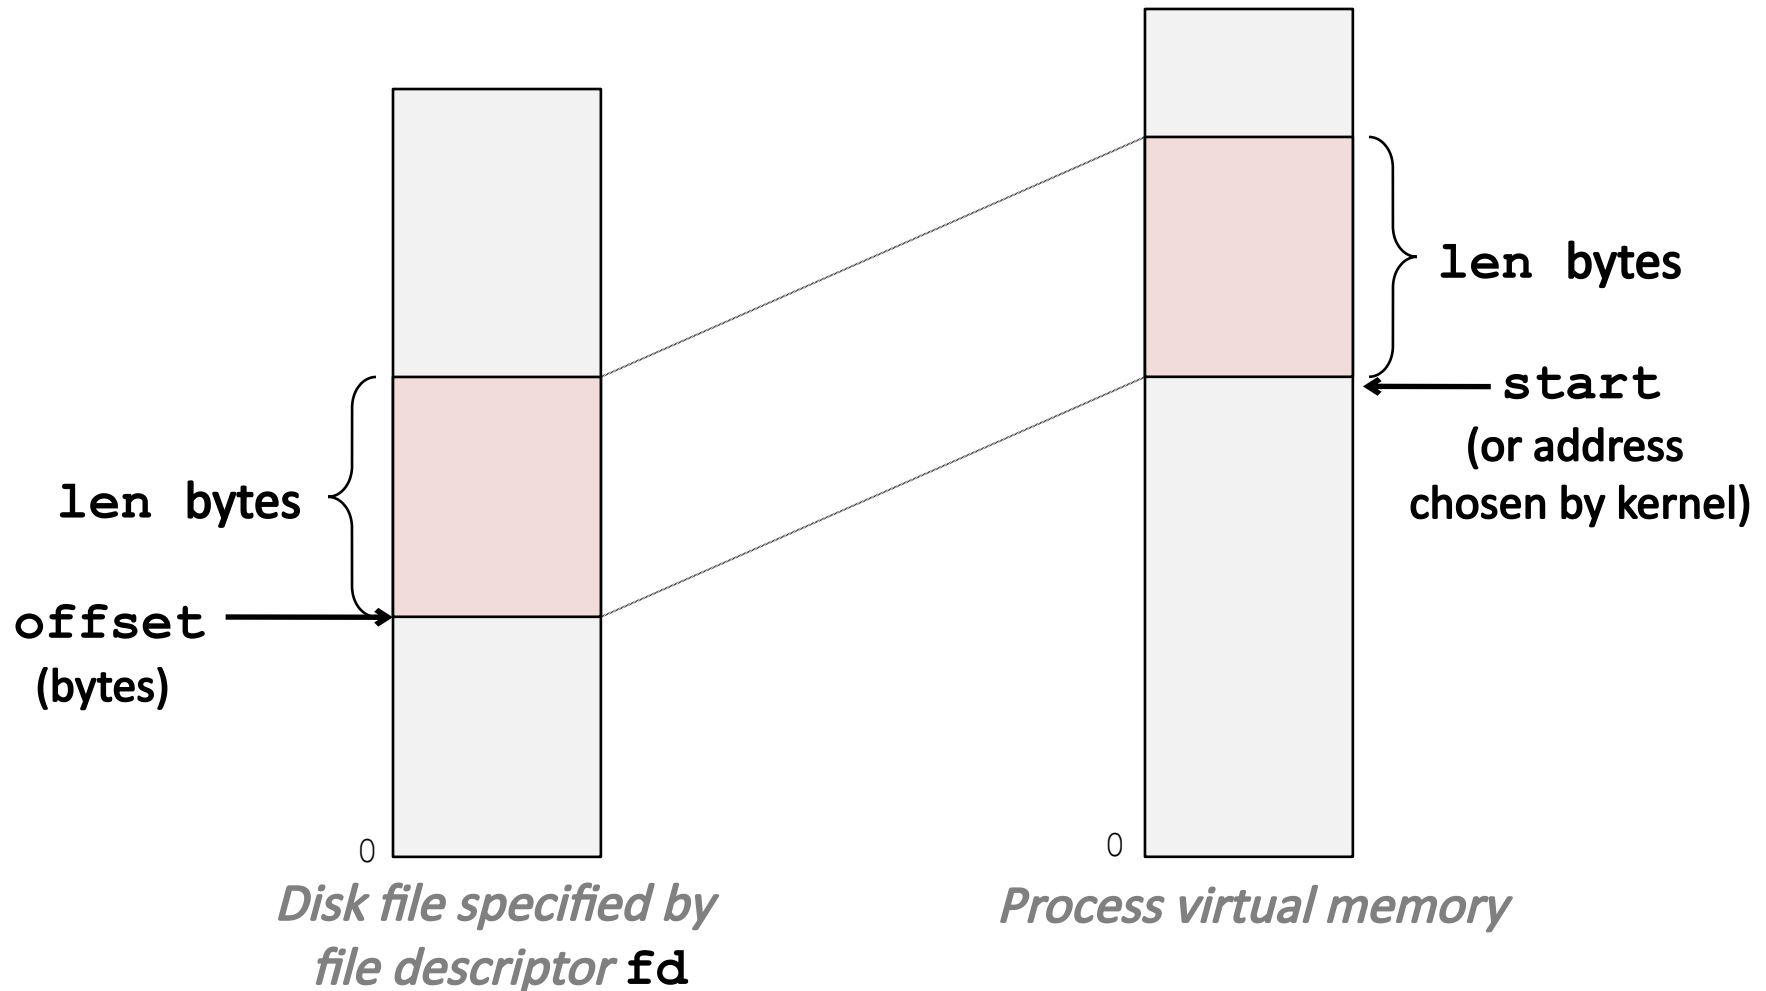 len bytes
start
(or address
chosen by kernel)
len bytes
offset
(bytes)
0
0
Disk file specified by
file descriptor fd
Process virtual memory